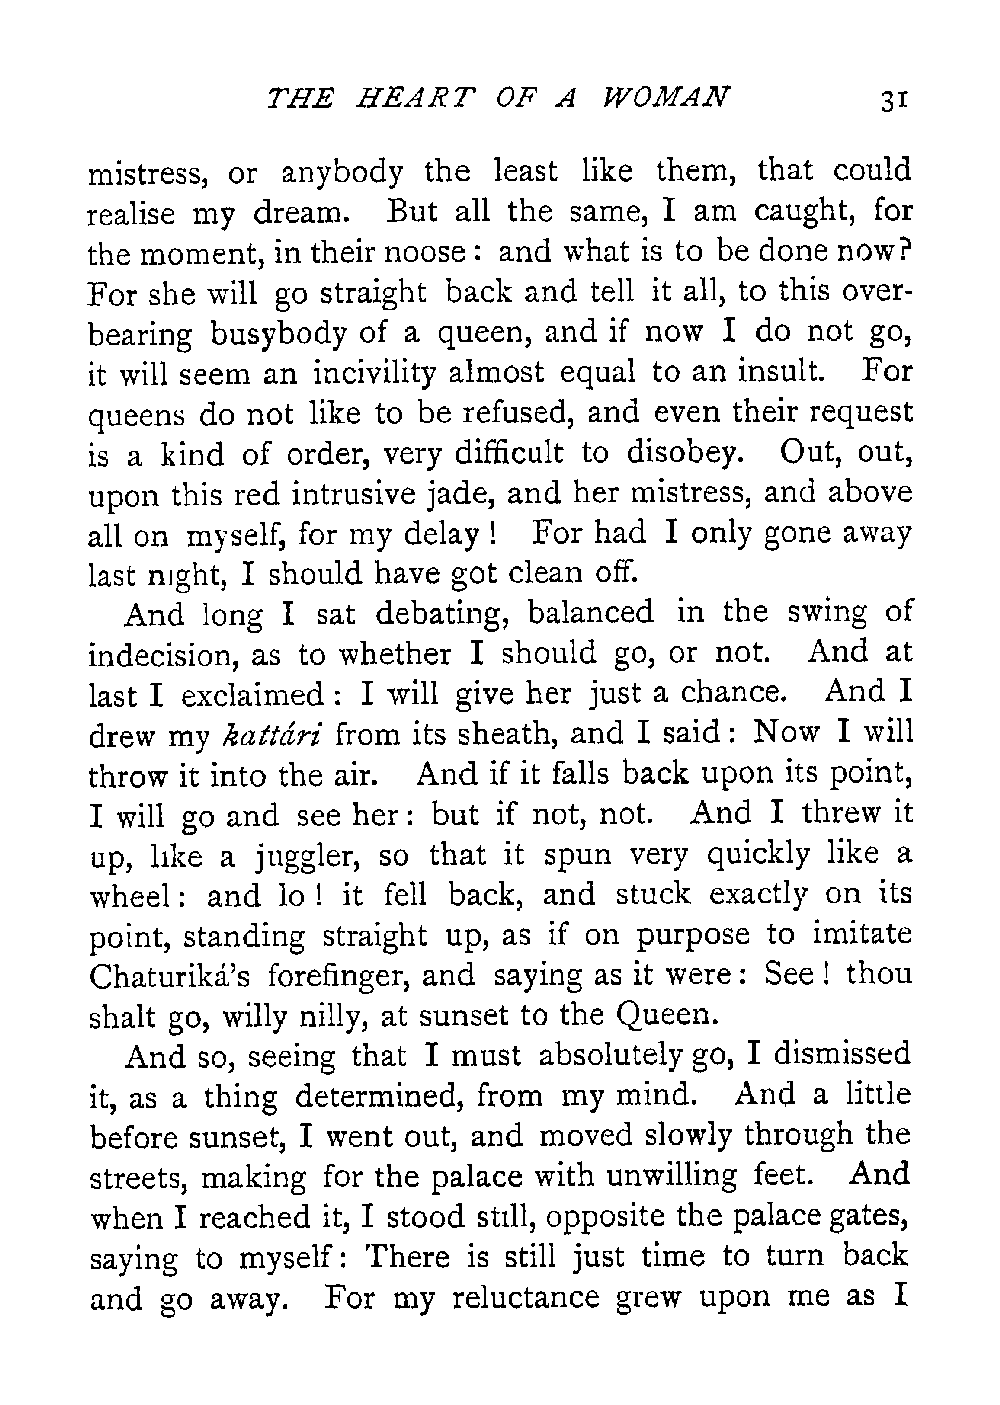 THE HEART OF A WOMAN 31
mistress, or anybody the least like them, that could
realise my dream. But all the same, I am caught, for
the moment, in their noose : and what is to be done now?
For she will go straight back and tell it all, to this over-
bearing busybody of a queen, and if now I do not go,
it will seem an incivility almost equal to an insult. For
queens do not like to be refused, and even their request
is a kind of order, very difficult to disobey. Out, out,
upon this red intrusive jade, and her mistress, and above
all on myself, for my delay ! For had I only gone away
last night, I should have got clean off.
And long I sat debating, balanced in the swing of
indecision, as to whether I should go, or not. And at
last I exclaimed : I will give her just a chance. And I
drew my kattári from its sheath, and I said : Now I will
throw it into the air. And if it falls back upon its point,
I will go and see her : but if not, not. And I threw it
up, like a juggler, so that it spun very quickly like a
wheel : and lo ! it fell back, and stuck exactly on its
point, standing straight up, as if on purpose to imitate
Chaturiká's forefinger, and saying as it were : See ! thou
shalt go, willy nilly, at sunset to the Queen.
And so, seeing that I must absolutely go, I dismissed
it, as a thing determined, from my mind. And a little
before sunset, I went out, and moved slowly through the
streets, making for the palace with unwilling feet. And
when I reached it, I stood still, opposite the palace gates,
saying to myself : There is still just time to turn back
and go away. For my reluctance grew upon me as I